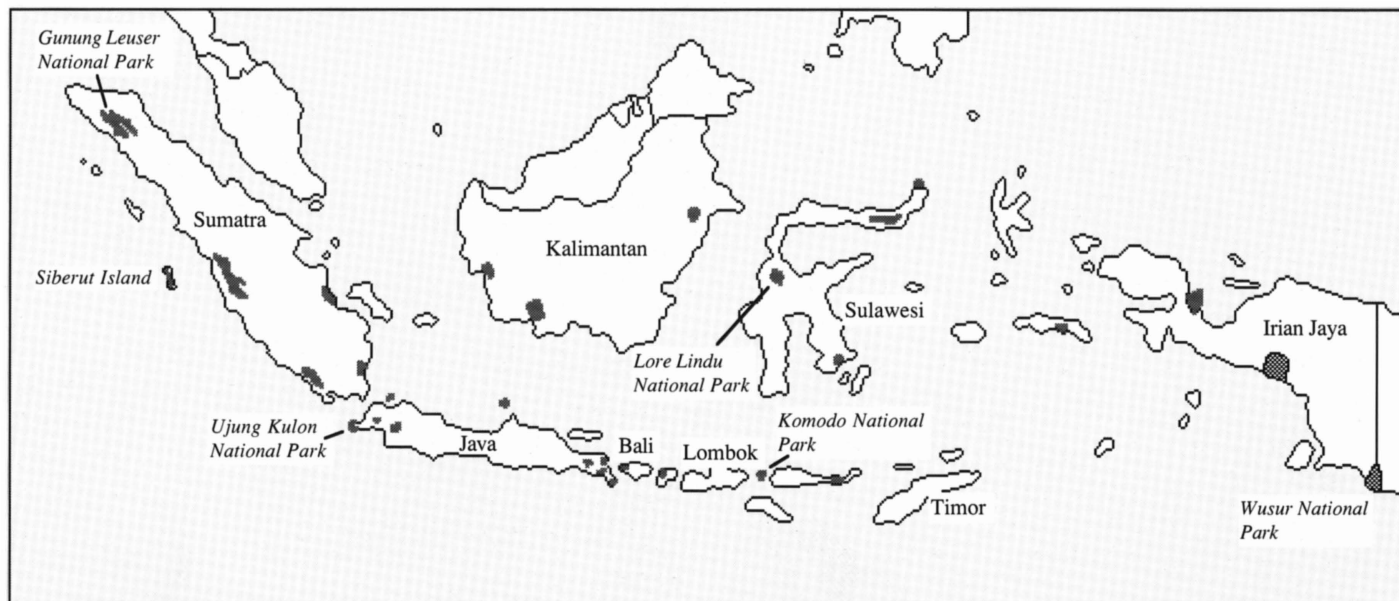 Gunung Leuser
National Park
Sumatra
Siberut Island
Kalimantan
Sulawesi
Irian Jaya
Lore Lindu
National Park
Ujung Kulon
National Park
Java
Bali
Lombok
Komodo National
Park
Timor
Wusur National
Park